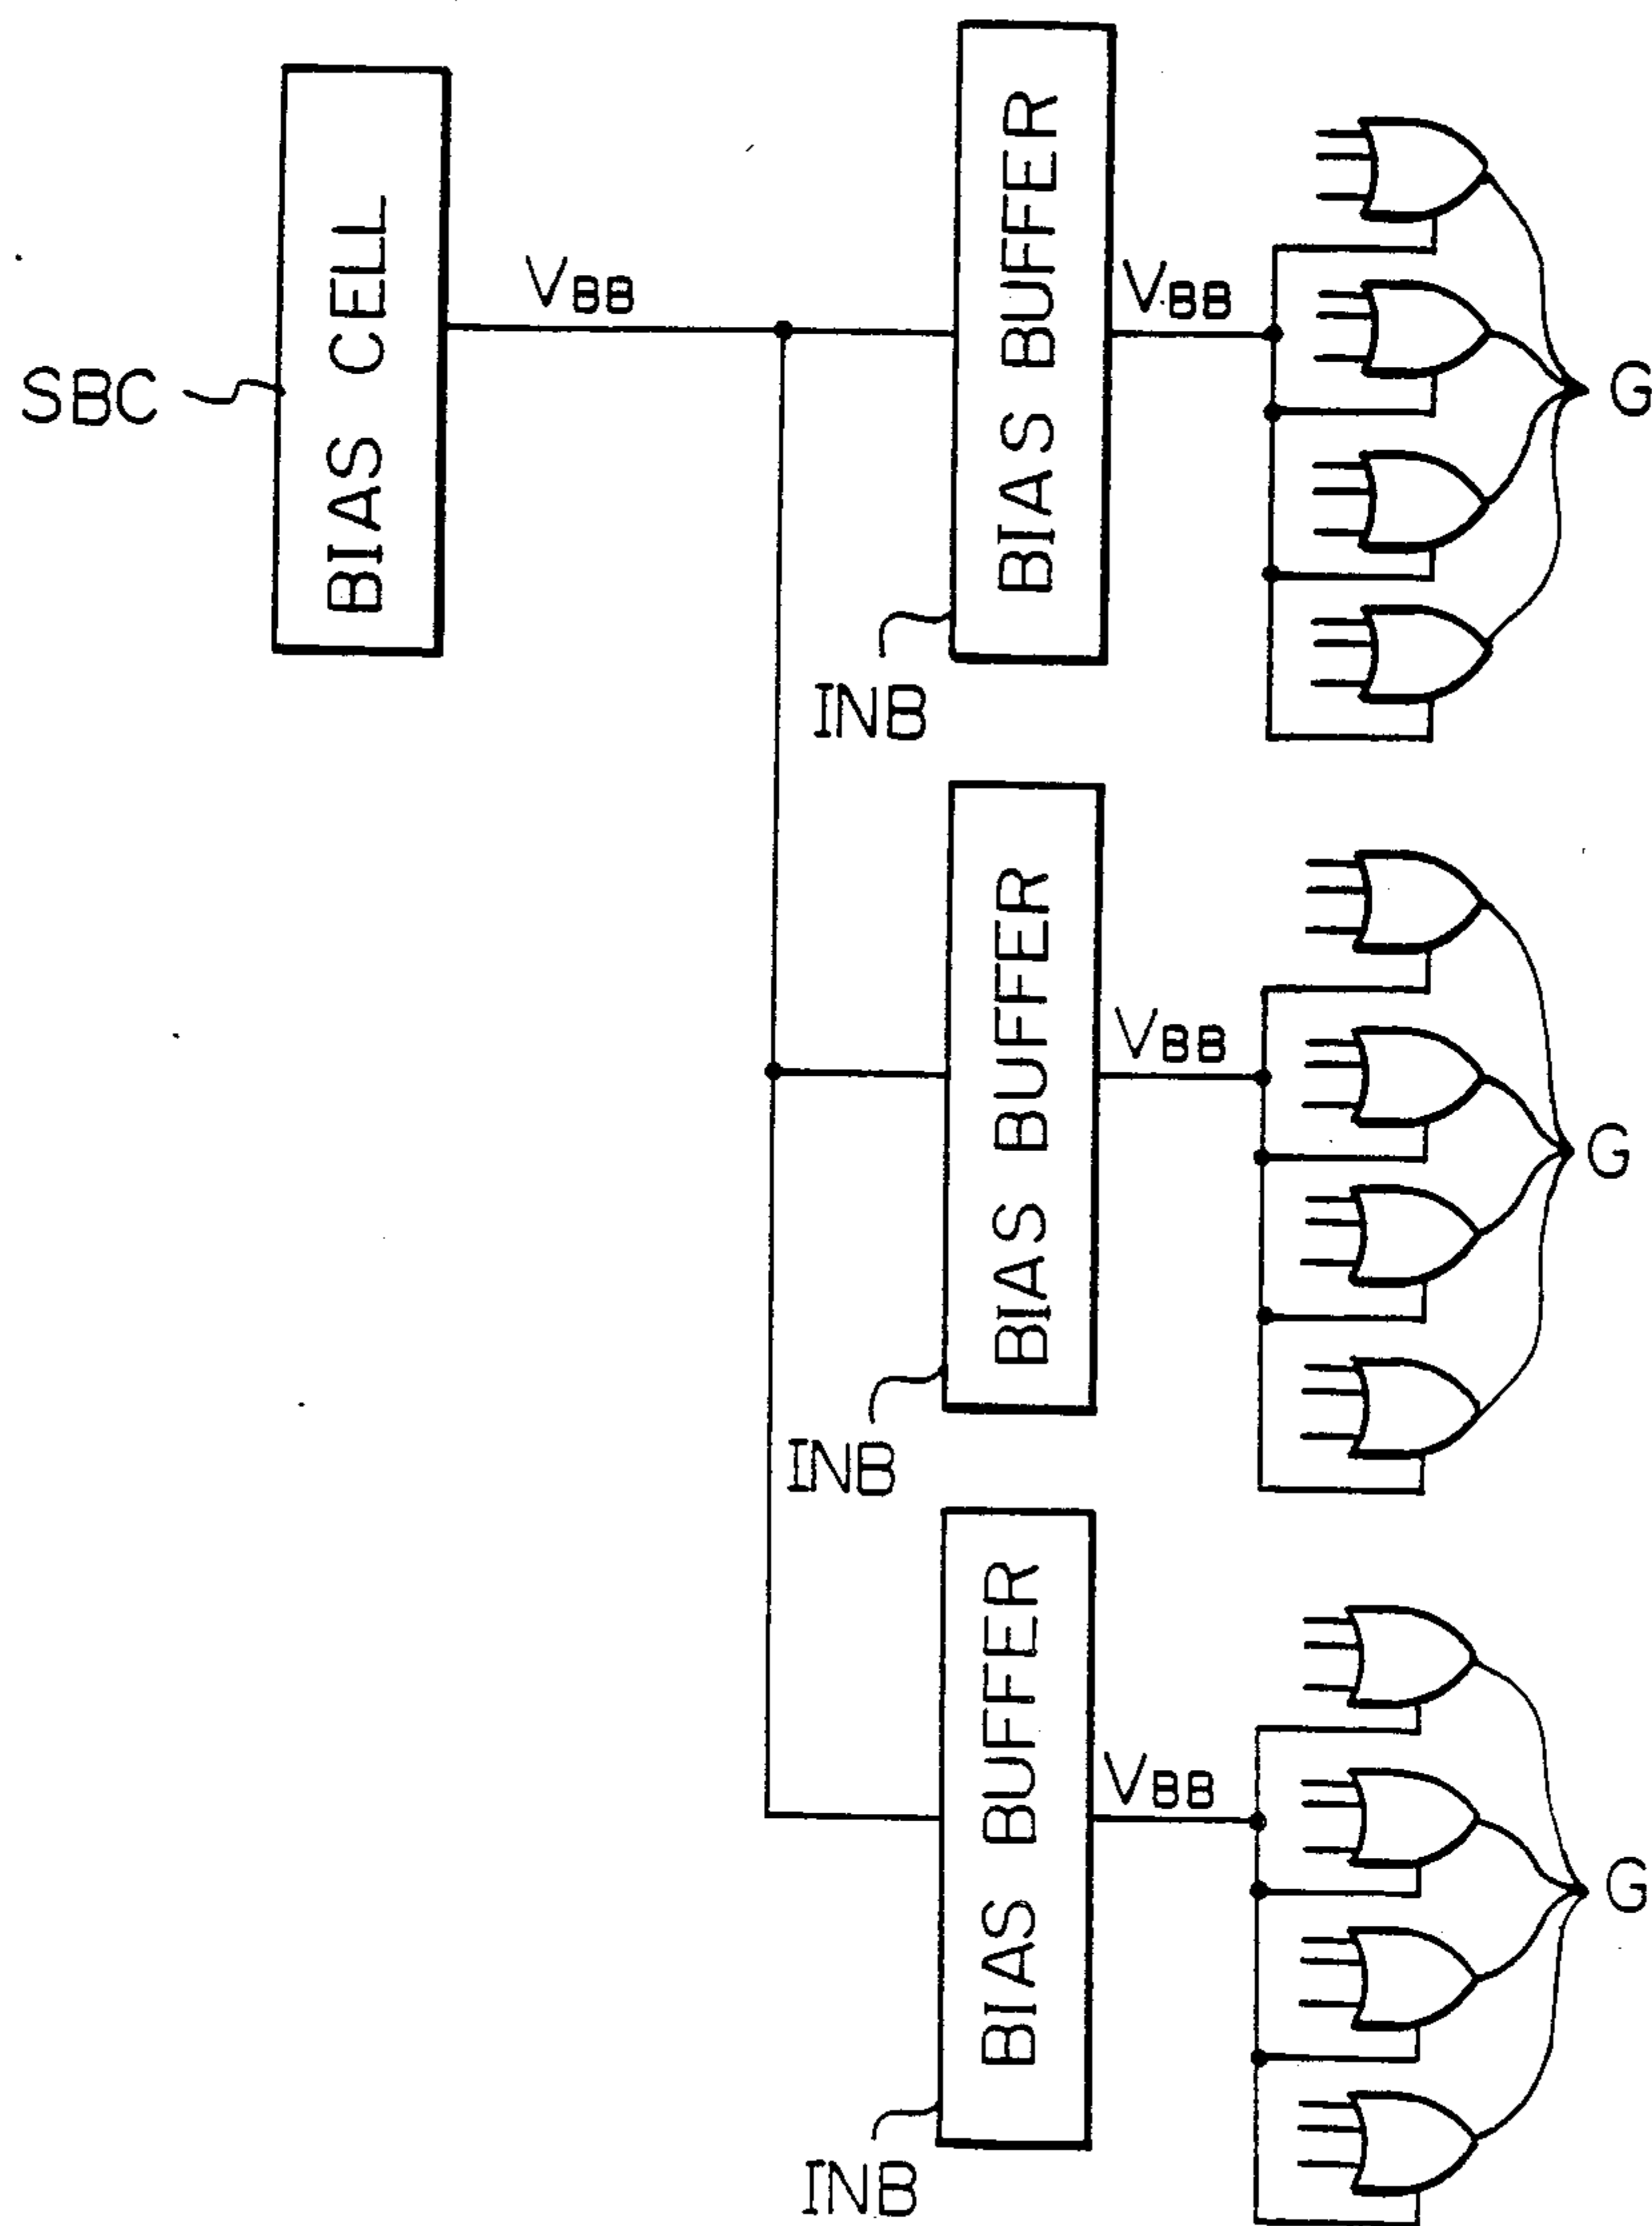 SBC
BIAS CELL
VBB
BIAS BUFFER
INB
VBB
G
BIAS BUFFER
INB
VBB
G
BIAS BUFFER
INB
VBB
G